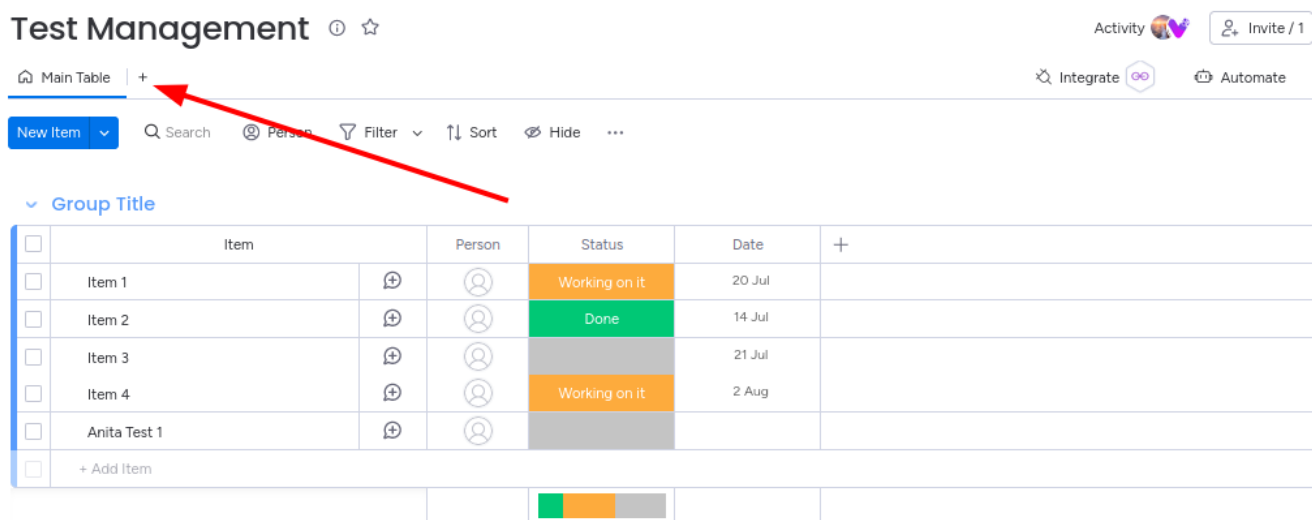 Test Management
Activity Invite / 1
Main Table +
Integrate Automate
New Item Search Person Filter Sort Hide ...
Group Title
Item Person Status Date +
Item 1 Working on it 20 Jul
Item 2 Done 14 Jul
Item 3 21 Jul
Item 4 Working on it 2 Aug
Anita Test 1
+ Add Item